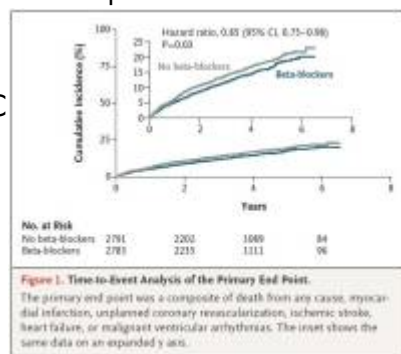 C
Cumulative Incidence (%)
100
75
50
25
0
25
20
15
10
5
0
Hazard ratio, 0.85 (95% CI, 0.75–0.98)
P=0.03
No beta-blockers
Beta-blockers
0 2 4 6 8
0 2 4 6 8
Years
No. at Risk
No beta-blockers 2791 2202 1069 84
Beta-blockers 2783 2235 1111 96
Figure 1. Time-to-Event Analysis of the Primary End Point.
The primary end point was a composite of death from any cause, myocar-
dial infarction, unplanned coronary revascularization, ischemic stroke,
heart failure, or malignant ventricular arrhythmias. The inset shows the
same data on an expanded y axis.